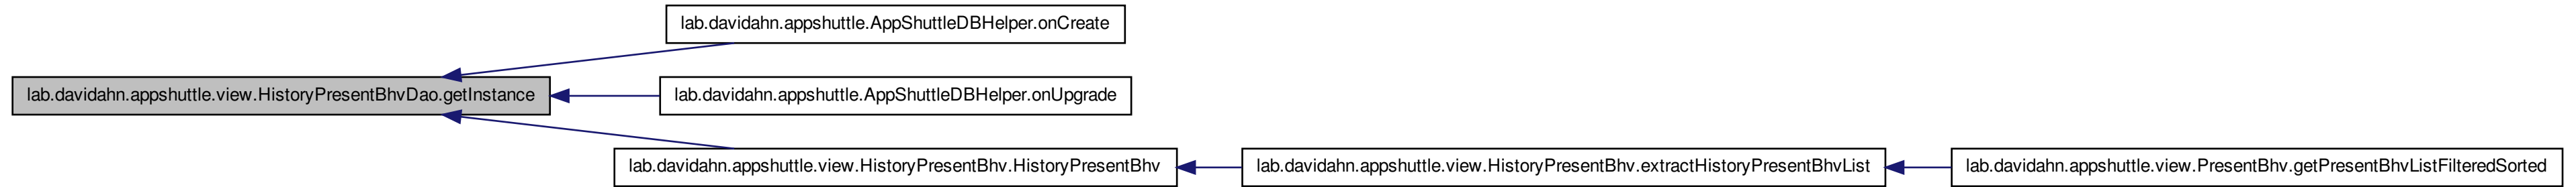 lab.davidahn.appshuttle.AppShuttleDBHelper.onCreate
lab.davidahn.appshuttle.view.HistoryPresentBhvDao.getInstance
lab.davidahn.appshuttle.AppShuttleDBHelper.onUpgrade
lab.davidahn.appshuttle.view.HistoryPresentBhv.HistoryPresentBhv
lab.davidahn.appshuttle.view.HistoryPresentBhv.extractHistoryPresentBhvList
lab.davidahn.appshuttle.view.PresentBhv.getPresentBhvListFilteredSorted